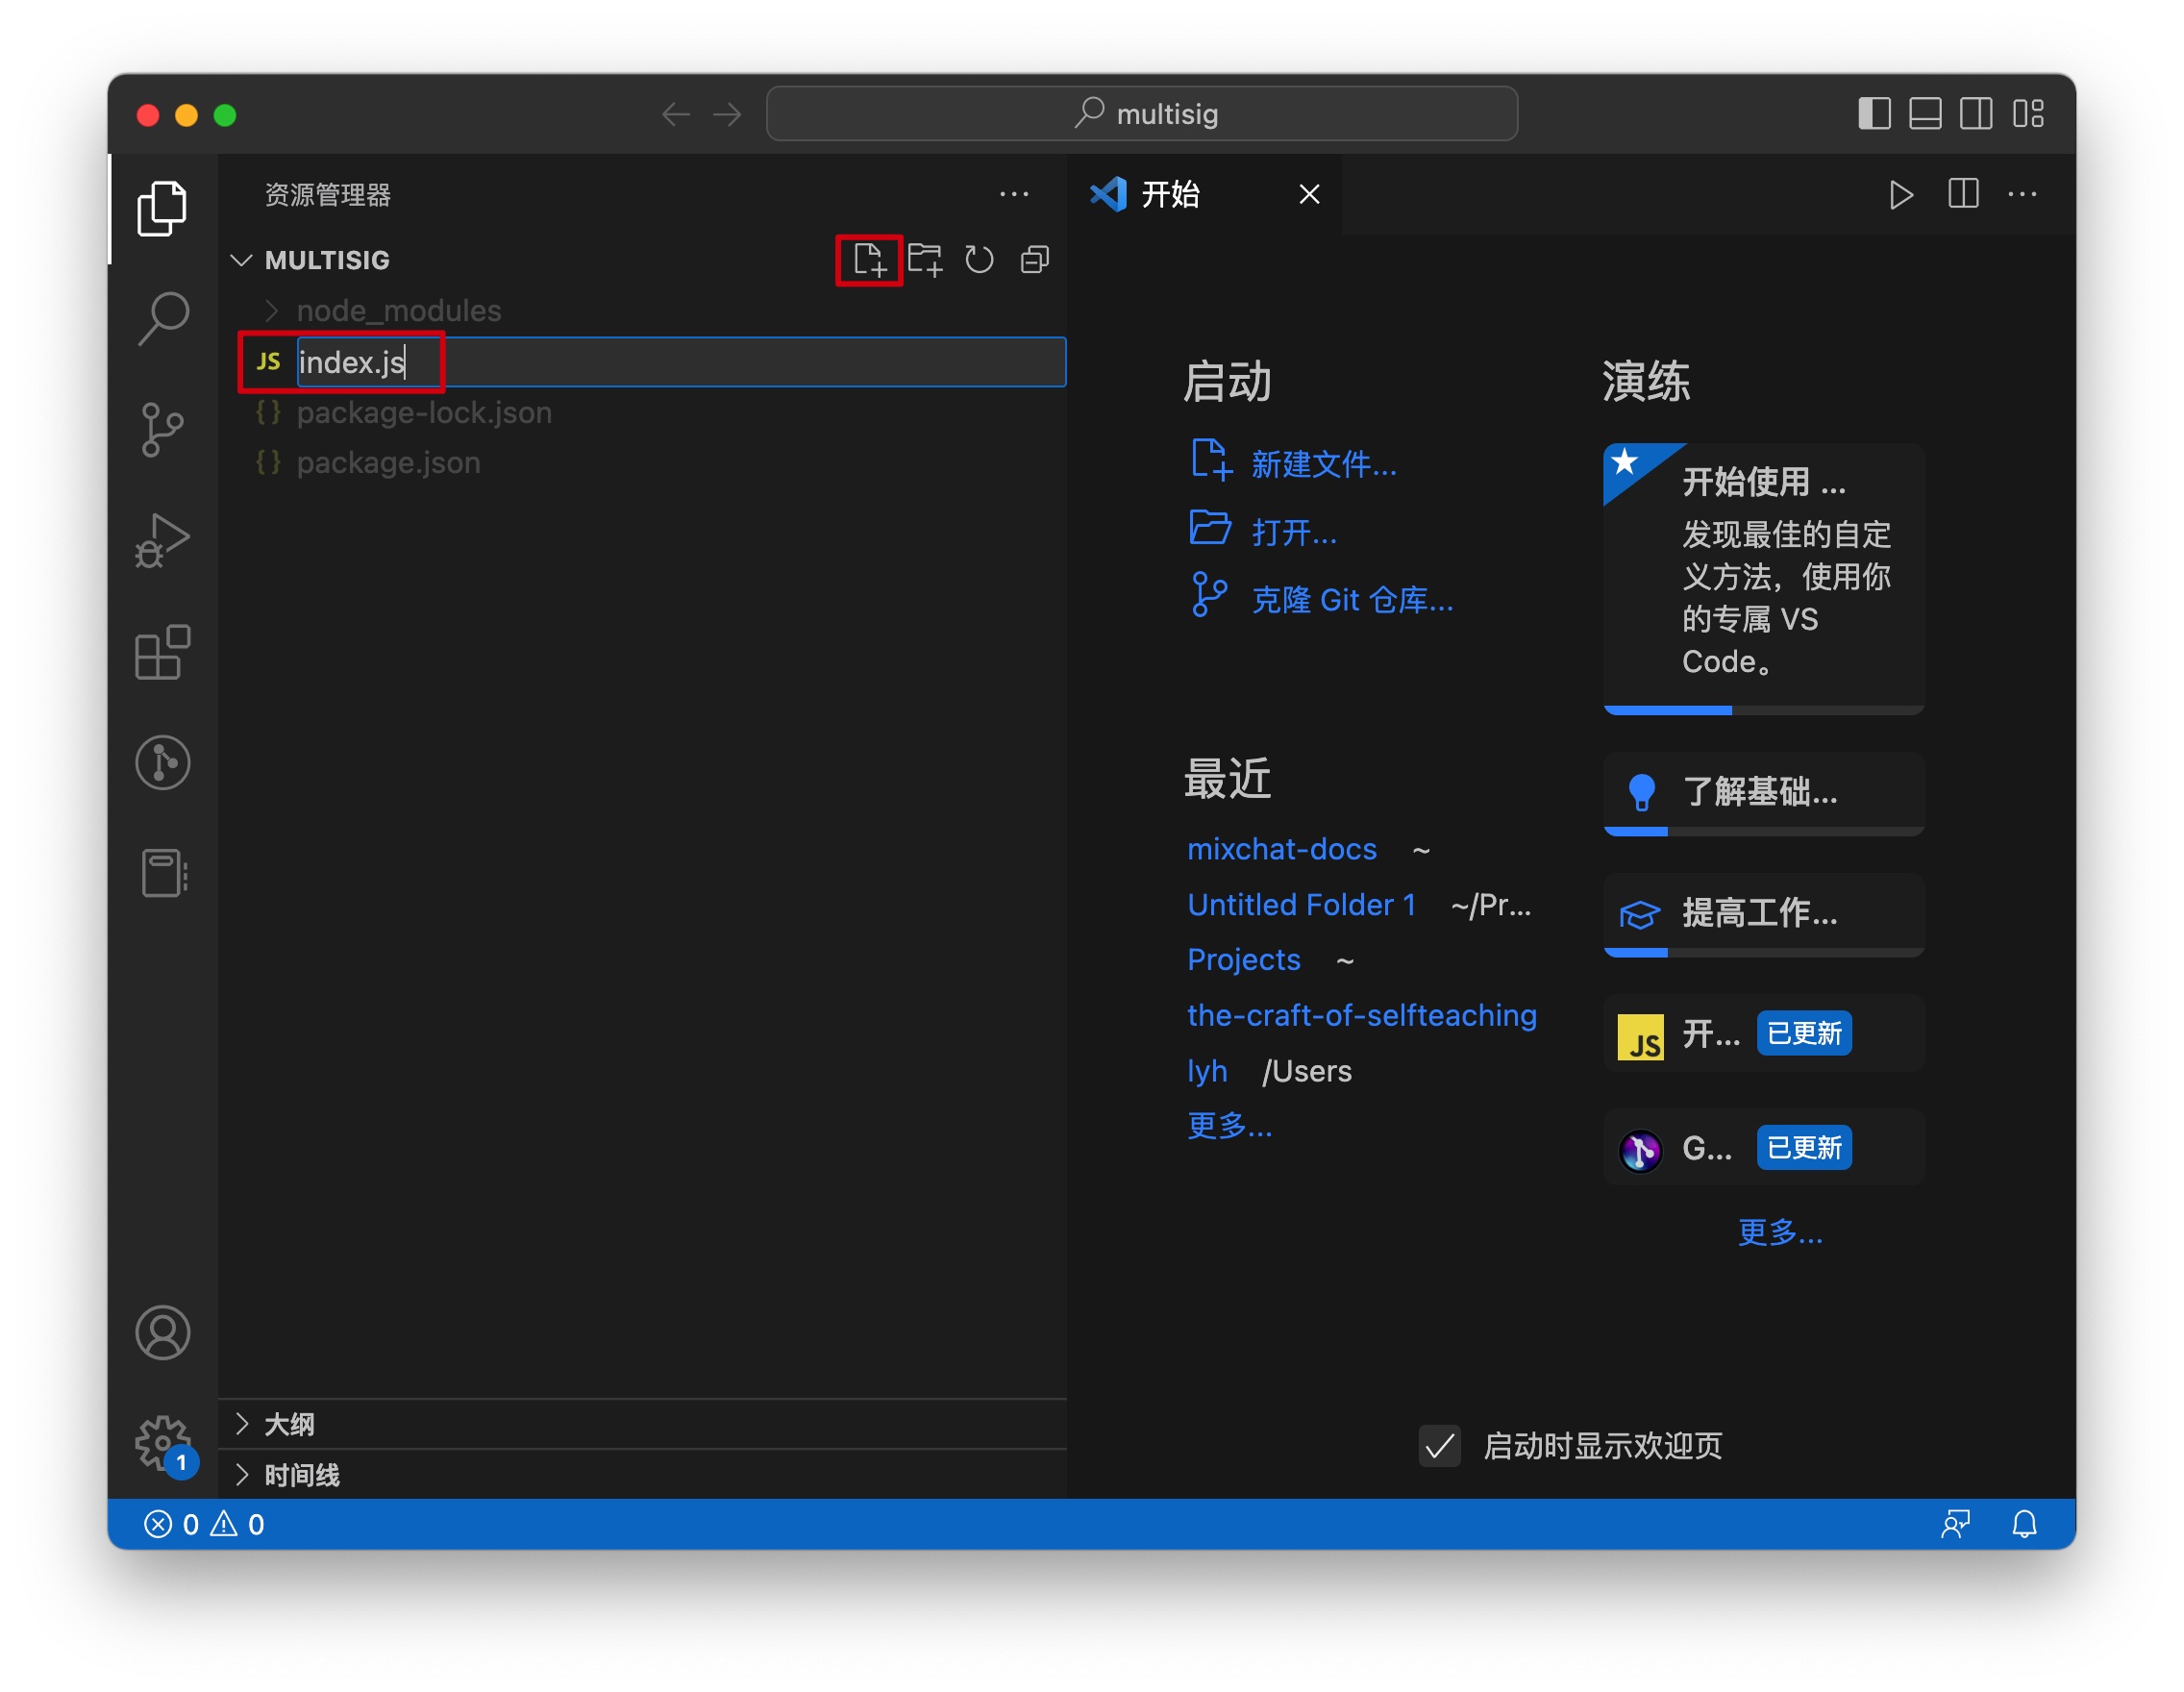 multisig
资源管理器
MULTISIG
node_modules
JS index.js
{} package-lock.json
{} package.json
大纲
时间线
开始
启动
新建文件...
打开...
克隆 Git 仓库...
最近
mixchat-docs ~
Untitled Folder 1 ~/Pr...
Projects ~
the-craft-of-selfteaching
lyh /Users
更多...
演练
开始使用 ...
发现最佳的自定
义方法，使用你
的专属 VS
Code。
了解基础...
提高工作...
JS 开... 已更新
G... 已更新
更多...
启动时显示欢迎页
1
0 0